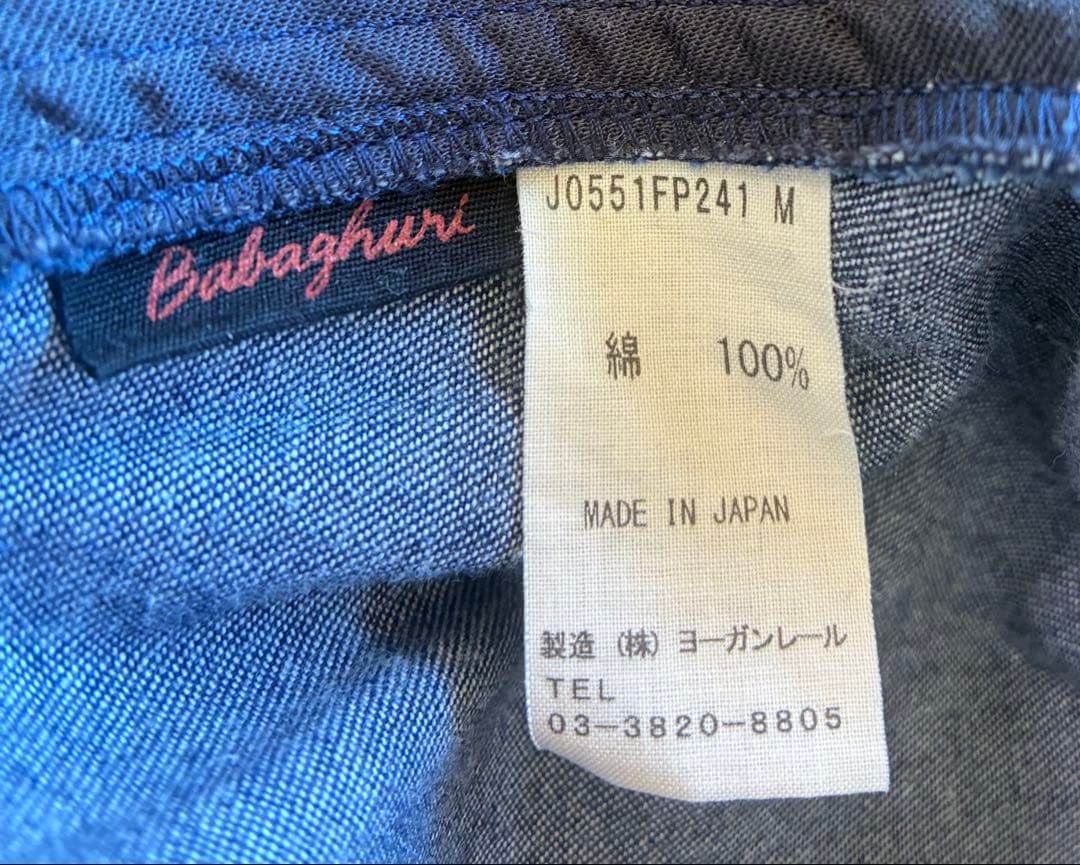 Babaghuri
J0551FP241 M
綿 100%
MADE IN JAPAN
製造 (株) ヨーガンレール
TEL
03-3820-8805